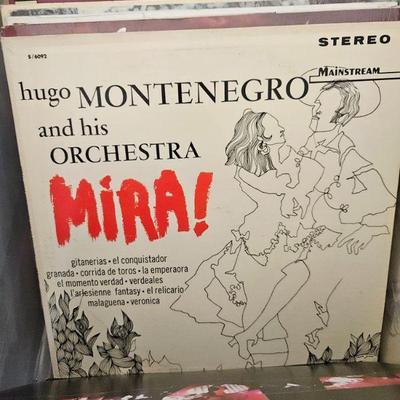 S/6092
STEREO
MAINSTREAM
hugo MONTENEGRO
and his
ORCHESTRA
MIRA!
gitanerias • el conquistador
granada • corrida de toros • la emperaora
el momento verdad • verdeales
l'arlesienne fantasy • el relicario
malaguena • veronica